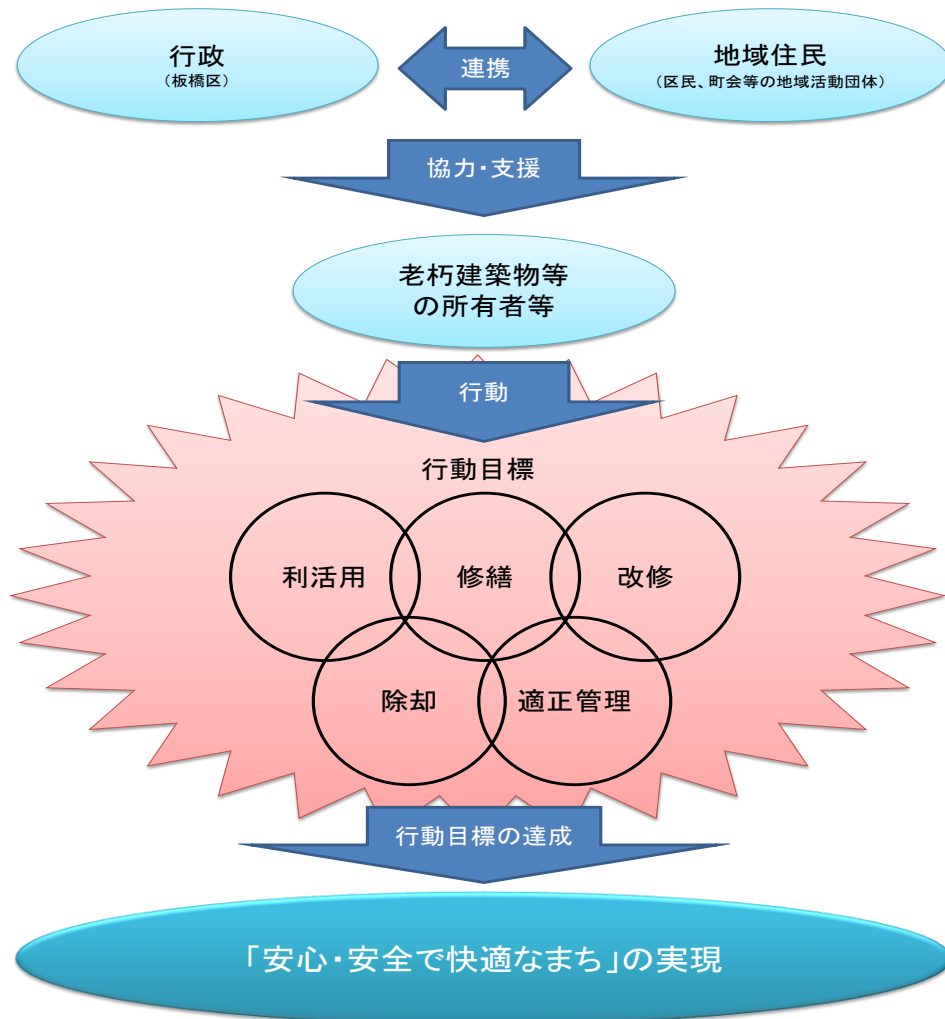 行政
（板橋区）
連携
地域住民
（区民、町会等の地域活動団体）
協力・支援
老朽建築物等
の所有者等
行動
行動目標
利活用
修繕
改修
除却
適正管理
行動目標の達成
「安心・安全で快適なまち」の実現